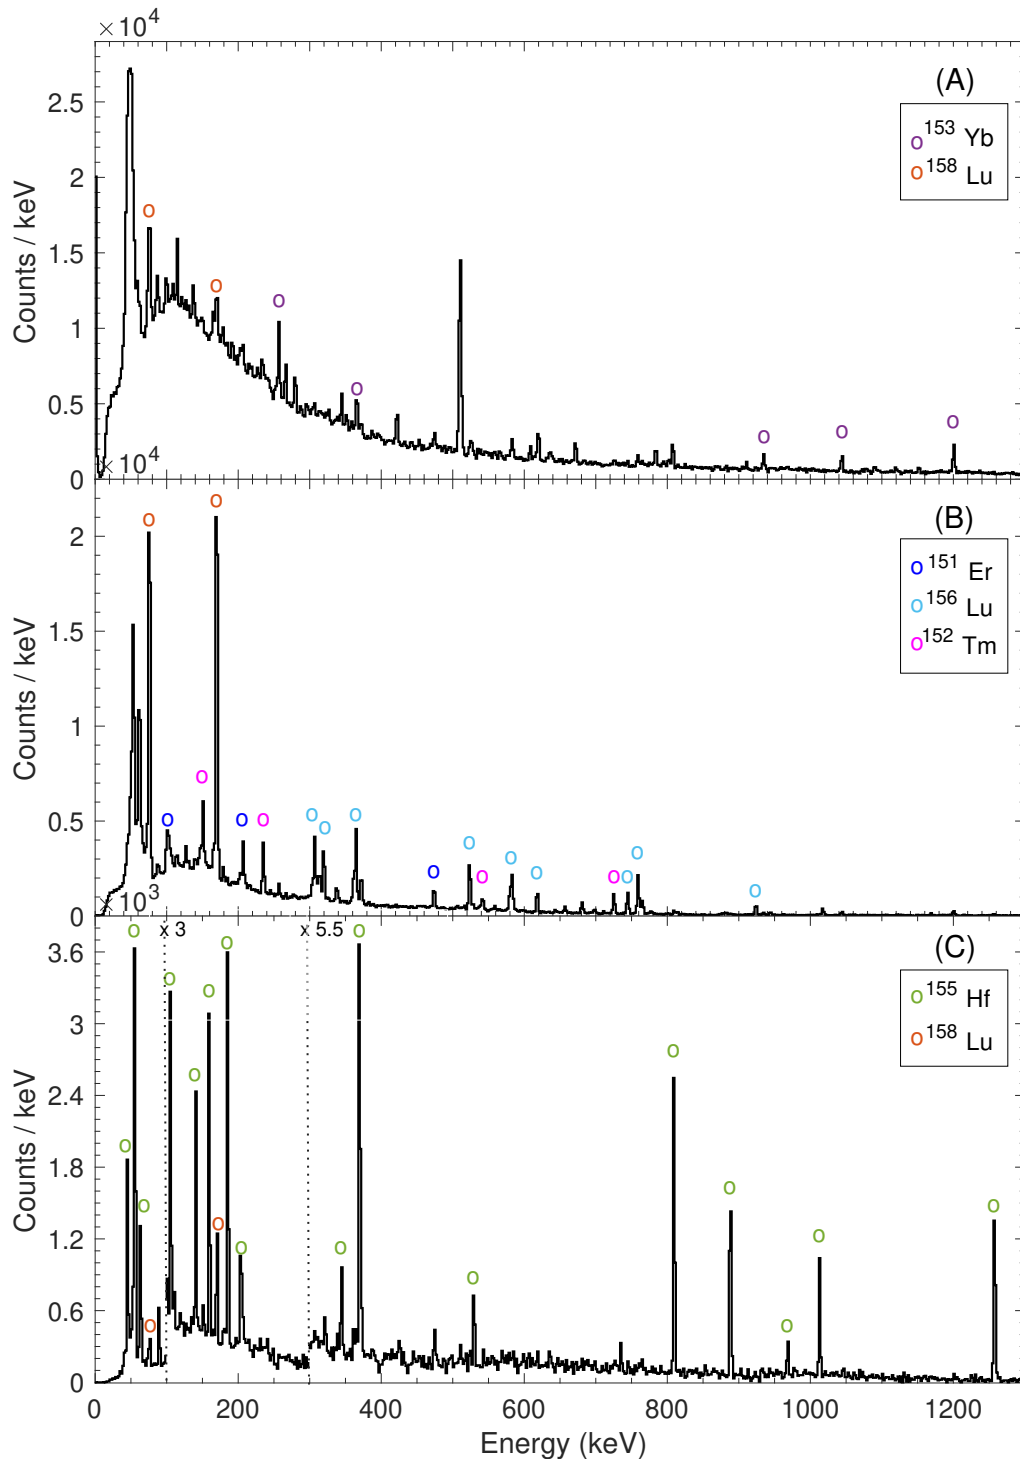 × 10^4
(A)
o 153 Yb
o 158 Lu
2.5
2
1.5
1
0.5
0
Counts / keV
× 10^4
(B)
o 151 Er
o 156 Lu
o 152 Tm
2
1.5
1
0.5
0
Counts / keV
× 10^3
x 3
x 5.5
(C)
o 155 Hf
o 158 Lu
3.6
3
2.4
1.8
1.2
0.6
0
Counts / keV
0 200 400 600 800 1000 1200
Energy (keV)